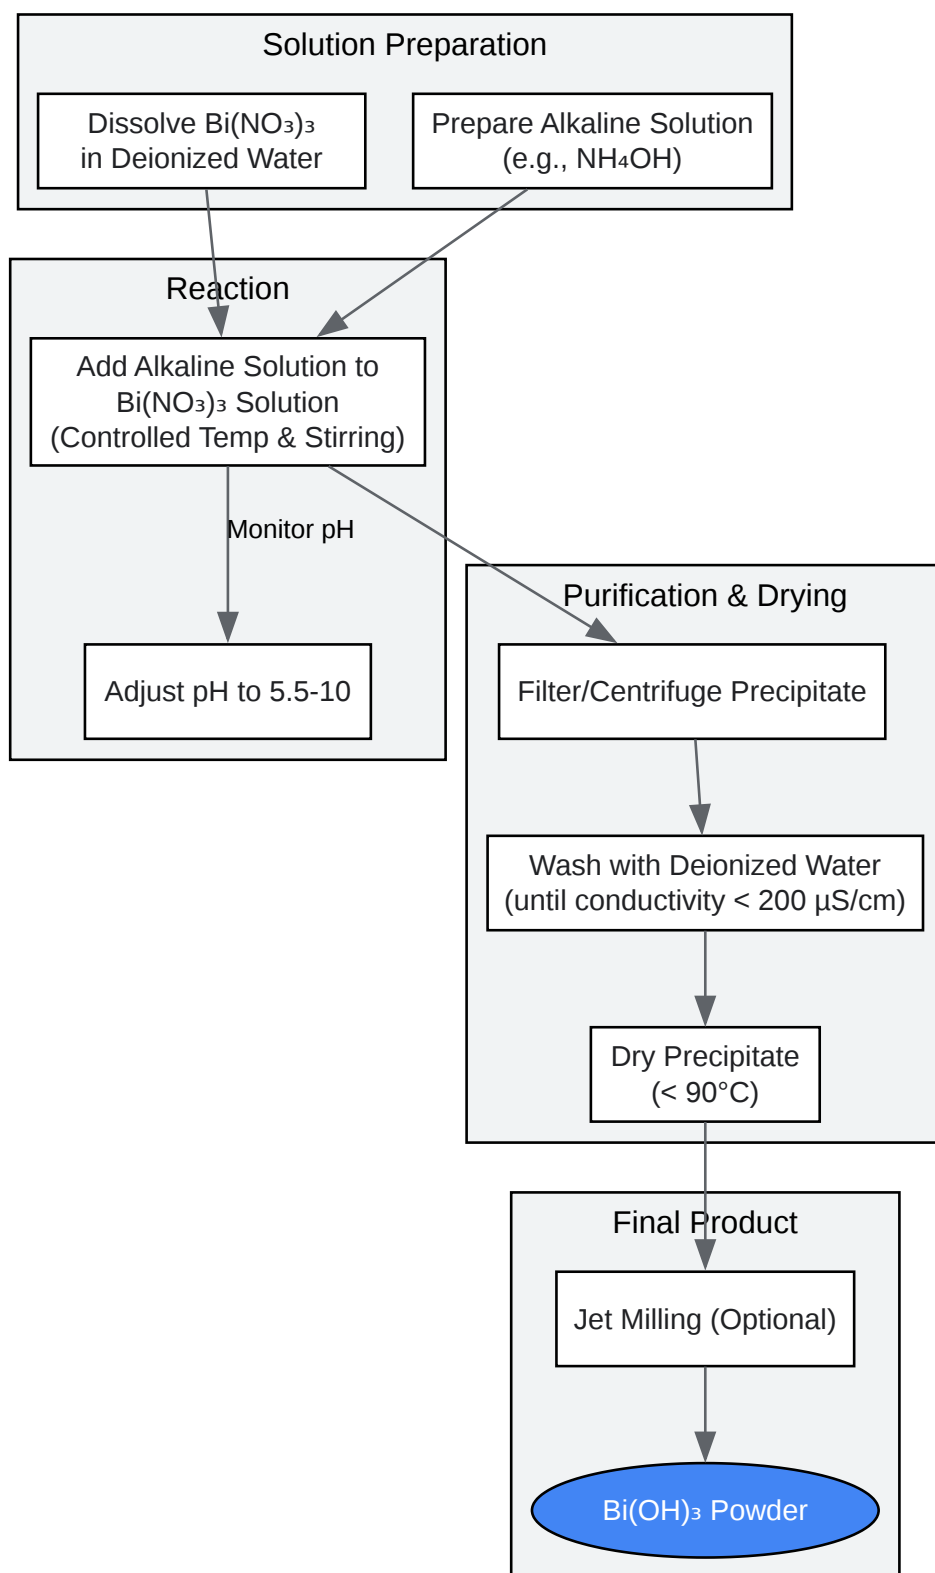 Solution Preparation
Dissolve Bi(NO₃)₃
in Deionized Water
Prepare Alkaline Solution
(e.g., NH₄OH)
Reaction
Add Alkaline Solution to
Bi(NO₃)₃ Solution
(Controlled Temp & Stirring)
Monitor pH
Adjust pH to 5.5-10
Purification & Drying
Filter/Centrifuge Precipitate
Wash with Deionized Water
(until conductivity < 200 µS/cm)
Dry Precipitate
(< 90°C)
Final Product
Jet Milling (Optional)
Bi(OH)₃ Powder